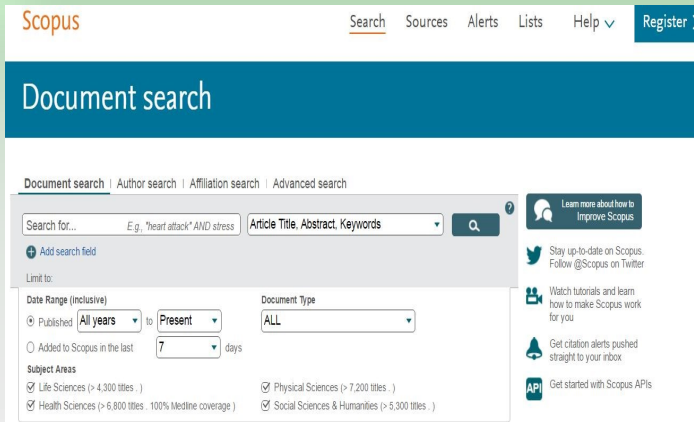 Scopus
Search Sources Alerts Lists Help Register
Document search
Document search | Author search | Affiliation search | Advanced search
Search for... E.g., "heart attack" AND stress Article Title, Abstract, Keywords
Add search field
Limit to:
Date Range (inclusive) Document Type
Published All years to Present ALL
Added to Scopus in the last 7 days
Subject Areas
Life Sciences (> 4,300 titles . ) Physical Sciences (> 7,200 titles . )
Health Sciences (> 6,800 titles . 100% Medline coverage ) Social Sciences & Humanities (> 5,300 titles . )
?
Learn more about how to
Improve Scopus
Stay up-to-date on Scopus.
Follow @Scopus on Twitter
Watch tutorials and learn
how to make Scopus work
for you
Get citation alerts pushed
straight to your inbox
API Get started with Scopus APIs